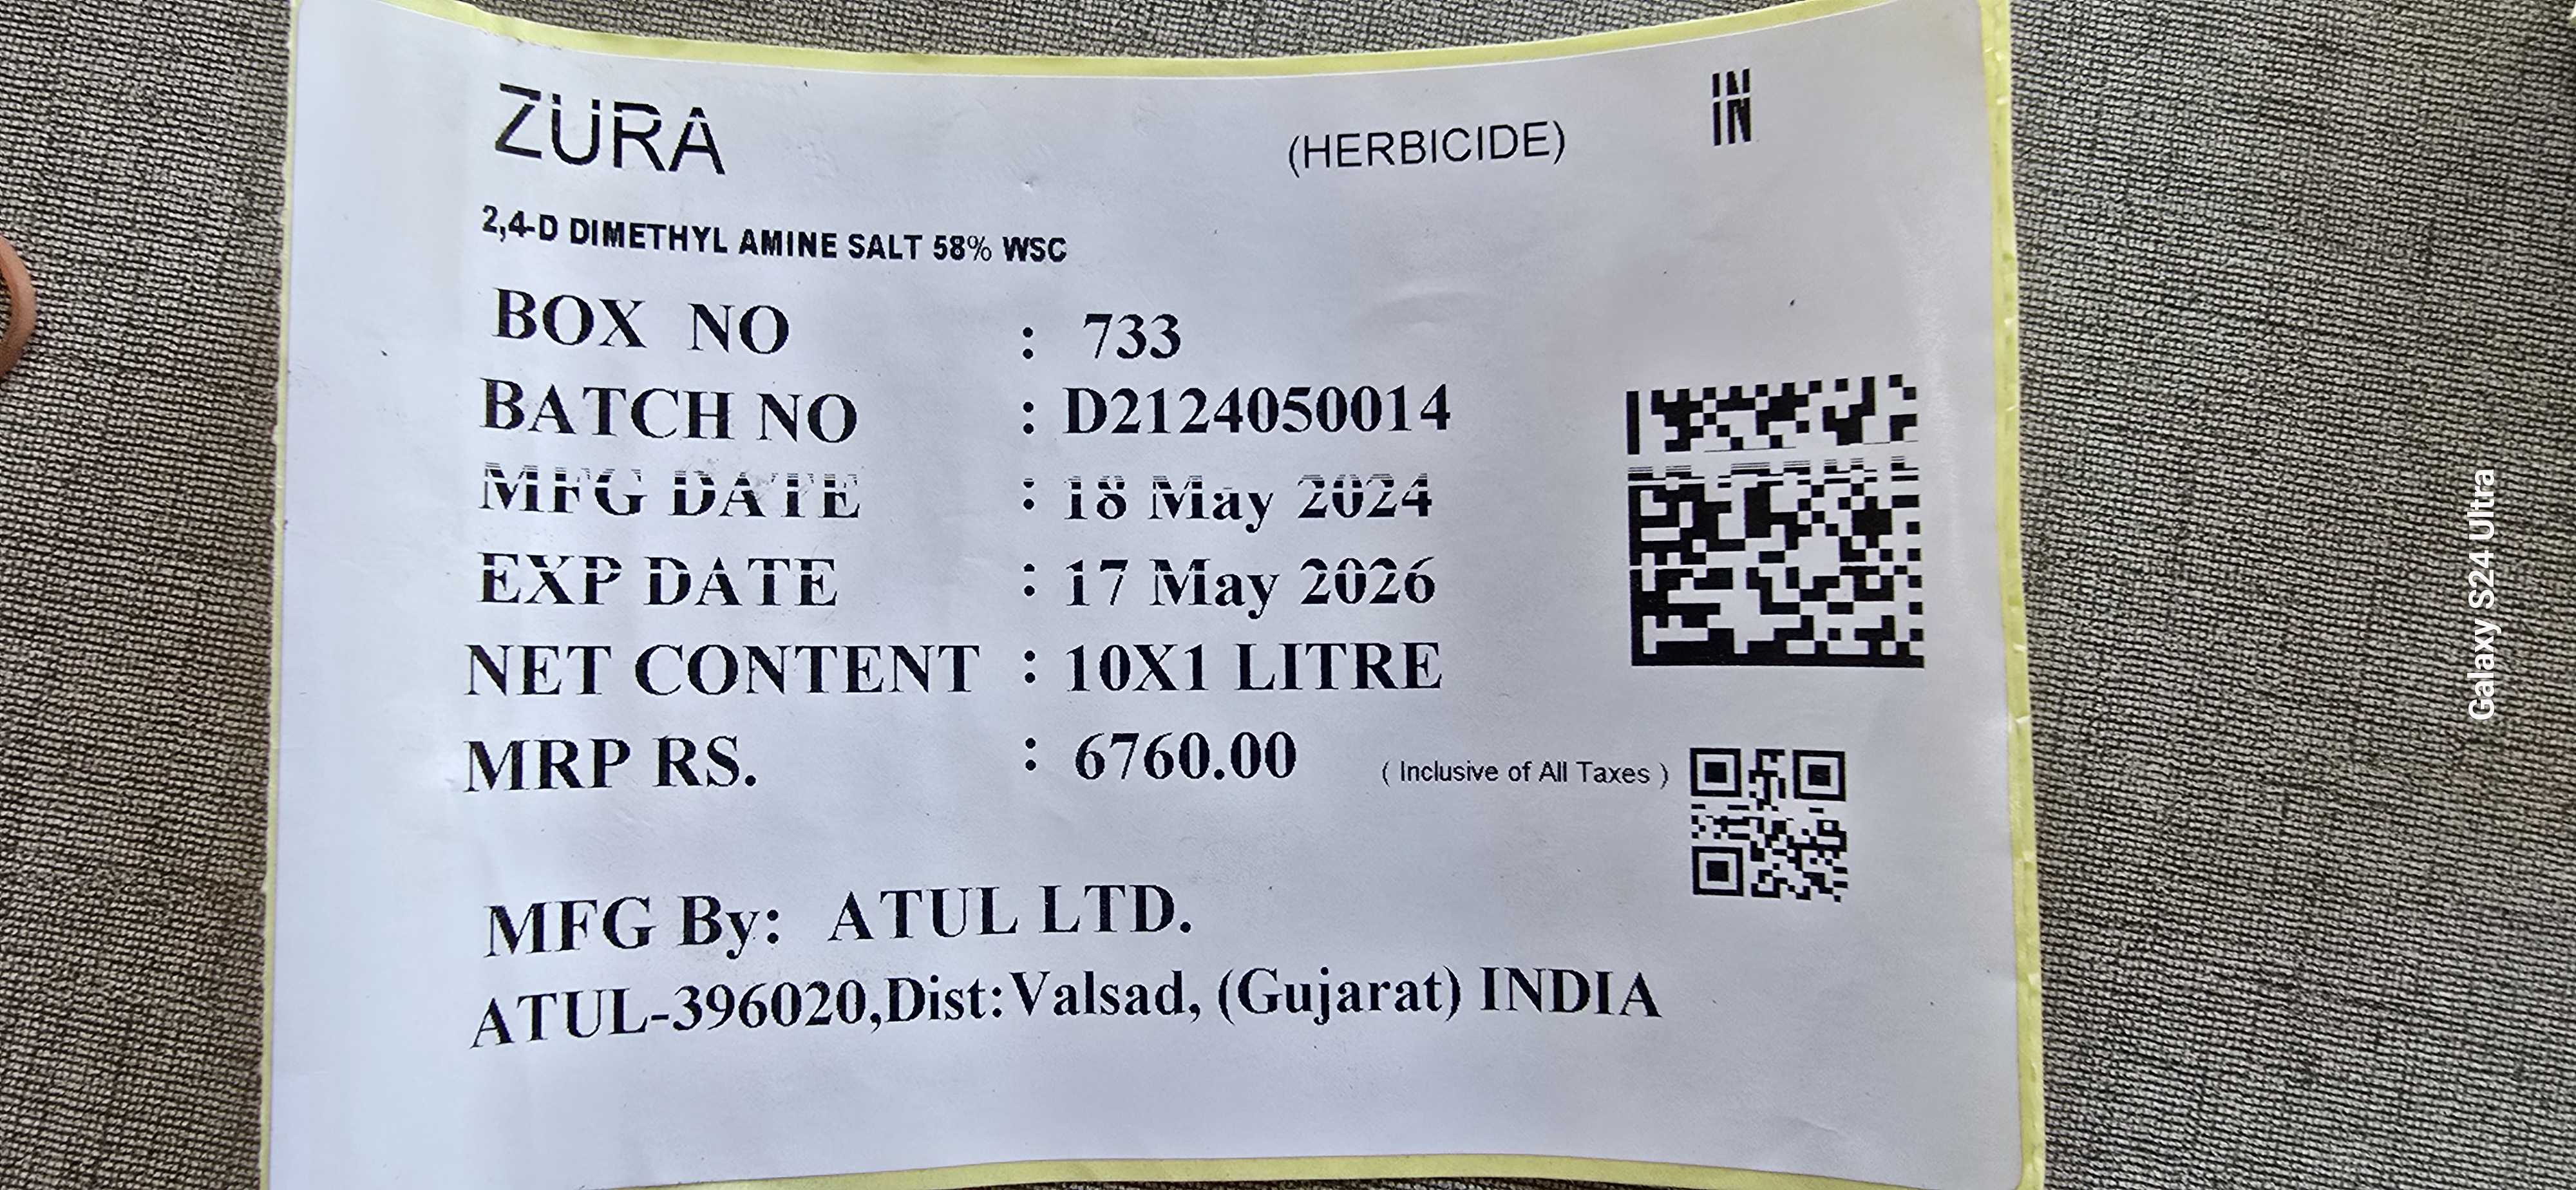 ZURA
(HERBICIDE)
IN
2,4-D DIMETHYL AMINE SALT 58% WSC
BOX NO : 733
BATCH NO : D2124050014
MFG DATE : 18 May 2024
EXP DATE : 17 May 2026
NET CONTENT : 10X1 LITRE
MRP RS. : 6760.00 ( Inclusive of All Taxes )
MFG By: ATUL LTD.
ATUL-396020,Dist:Valsad, (Gujarat) INDIA
Galaxy S24 Ultra